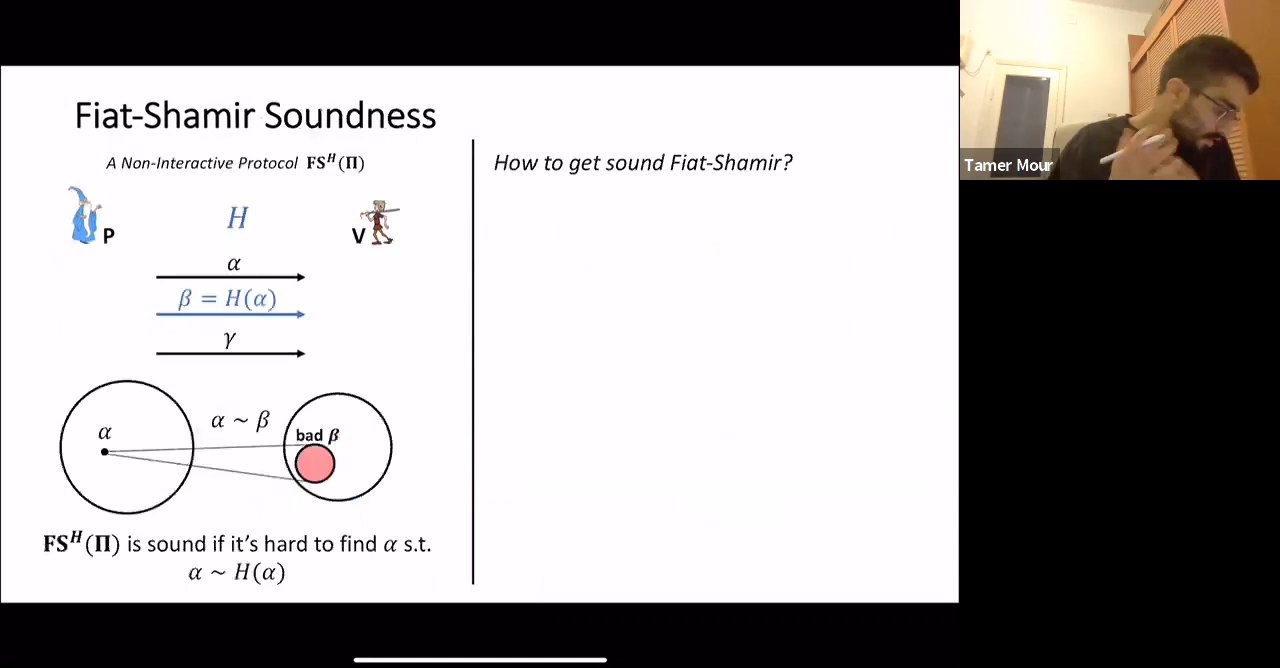 Fiat-Shamir Soundness
A Non-Interactive Protocol FS^H(Π)
H
P
V
α
β = H(α)
γ
α ~ β
α
bad β
FS^H(Π) is sound if it's hard to find α s.t.
α ~ H(α)
How to get sound Fiat-Shamir?
Tamer Mour